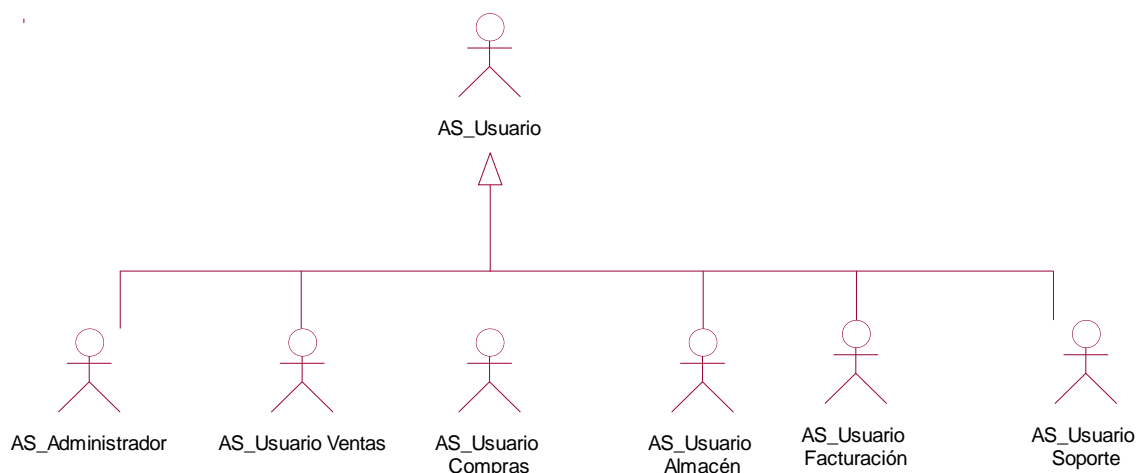 AS_Usuario
AS_Administrador
AS_Usuario Ventas
AS_Usuario
Compras
AS_Usuario
Almacén
AS_Usuario
Facturación
AS_Usuario
Soporte